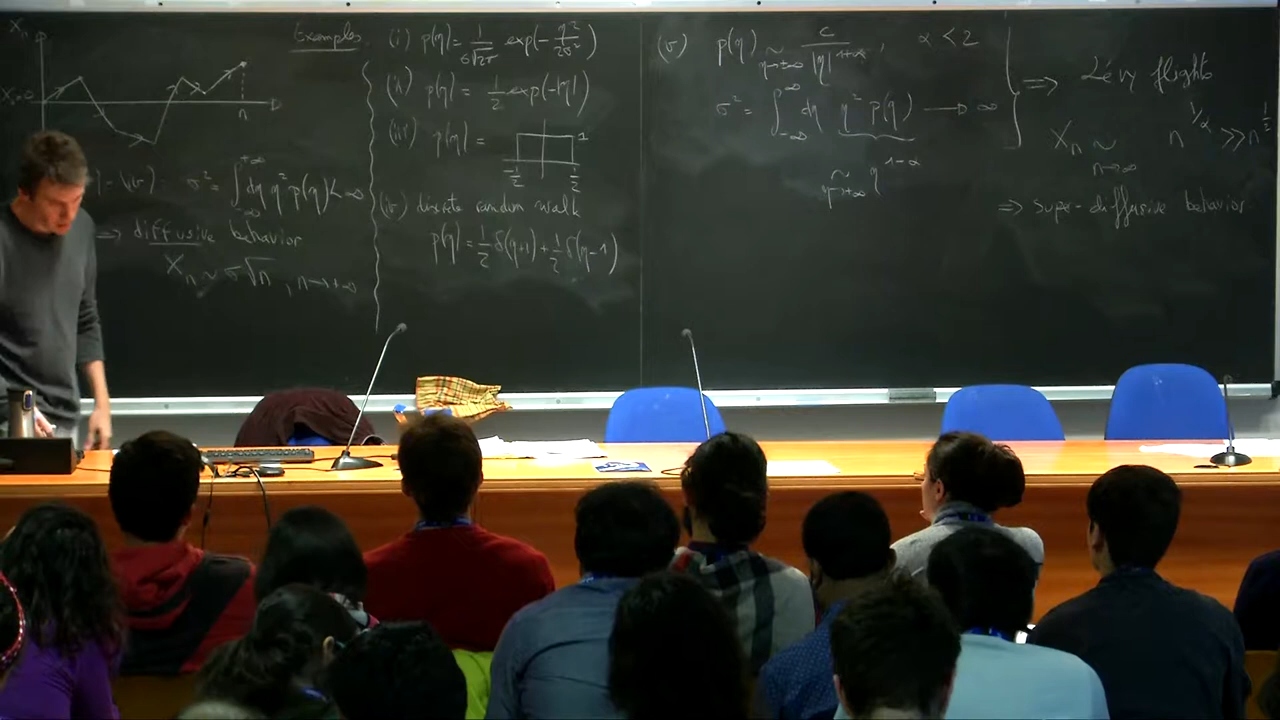 Xn
n
σ² = ∫_{-∞}^{+∞} dη η² p(η) < ∞
⇒ diffusive behavior
Xn ~ σ√n , n→+∞
Examples
(i) p(η) = 1/(σ√2π) exp(-η²/2σ²)
(ii) p(η) = 1/2 exp(-|η|)
(iii) p(η) =
1
-1/2 1/2
(iv) discrete random walk
p(η) = 1/2 δ(η+1) + 1/2 δ(η-1)
(v) p(η) ~_{η→±∞} c/|η|^{1+α}, α < 2
σ² = ∫_{-∞}^{+∞} dη η² p(η) ⟶ ∞
~_{η→+∞} η^{1-α}
⇒ Lévy flights
Xn ~_{n→∞} n^{1/α} >> n^{1/2}
⇒ super-diffusive behavior